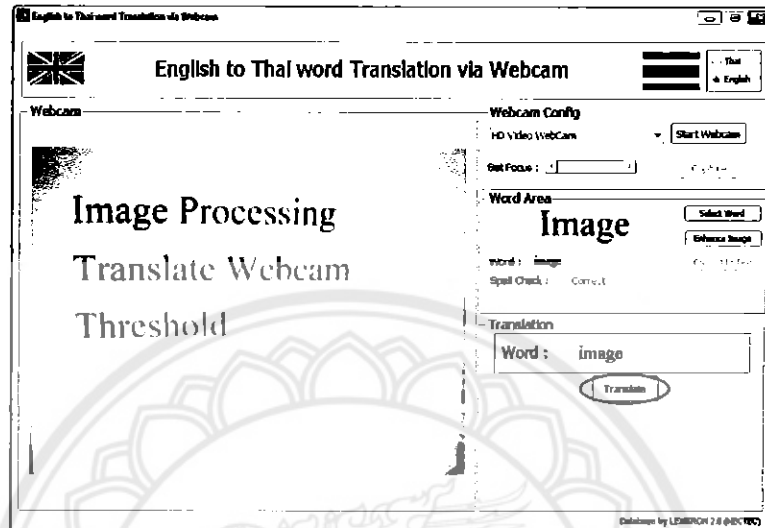 English to Thai word Translation via Webcam
English to Thai word Translation via Webcam
Thai
English
Webcam
Image Processing
Translate Webcam
Threshold
Webcam Config
HD Video WebCam
Start Webcam
Set Focus :
Word Area
Image
Select Word
Enhance Image
Word : image
Spell Check : Correct
Translation
Word : image
Translate
Database by LEXiTRON 2.0 (NECTEC)